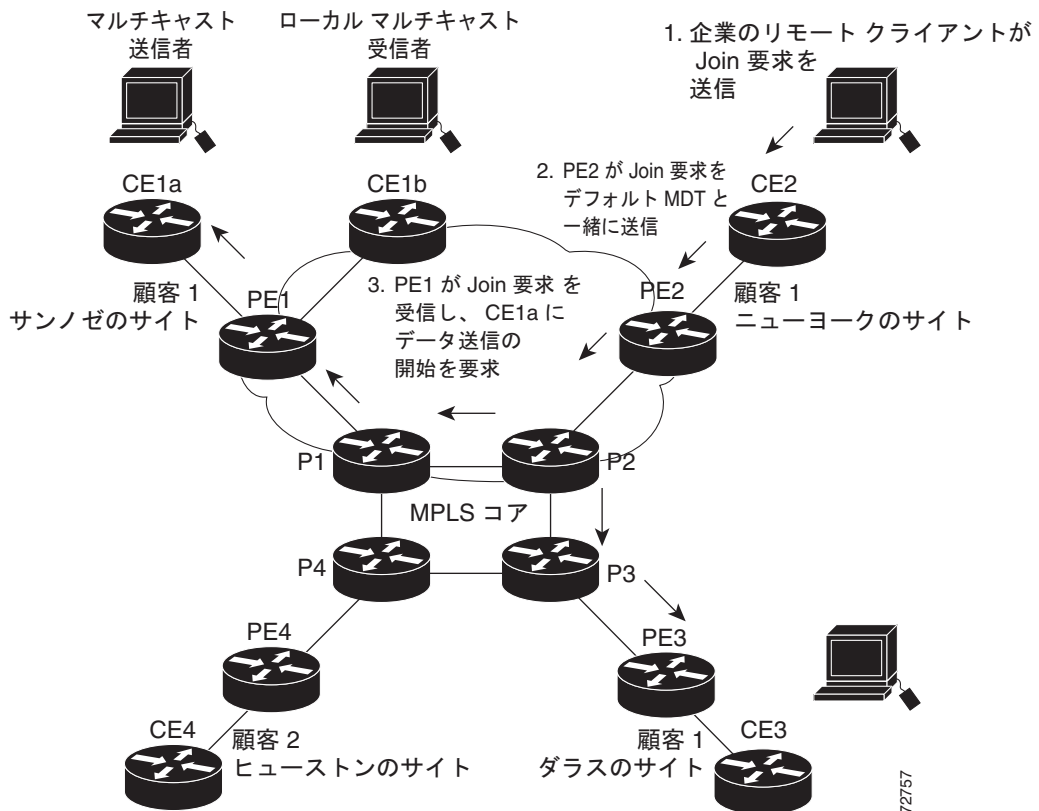 マルチキャスト
送信者
ローカル マルチキャスト
受信者
1. 企業のリモート クライアントが
Join 要求を
送信
CE1a
CE1b
2. PE2 が Join 要求を
デフォルト MDT と
一緒に送信
CE2
顧客 1
サンノゼのサイト
PE1
3. PE1 が Join 要求 を
受信し、 CE1a に
データ送信の
開始を要求
PE2
顧客 1
ニューヨークのサイト
P1
P2
MPLS コア
P4
P3
PE4
PE3
CE4
顧客 2
ヒューストンのサイト
顧客 1
ダラスのサイト
CE3
72757